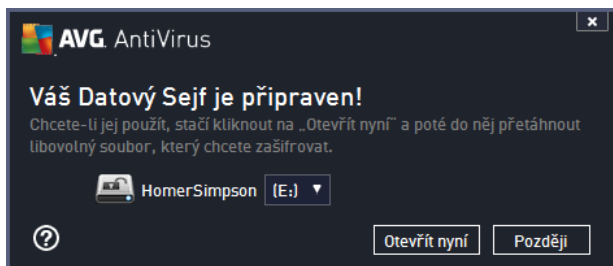 AVG. AntiVirus
Váš Datový Sejf je připraven!
Chcete-li jej použít, stačí kliknout na „Otevřít nyní“ a poté do něj přetáhnout
libovolný soubor, který chcete zašifrovat.
HomerSimpson (E:)
Otevřít nyní Později